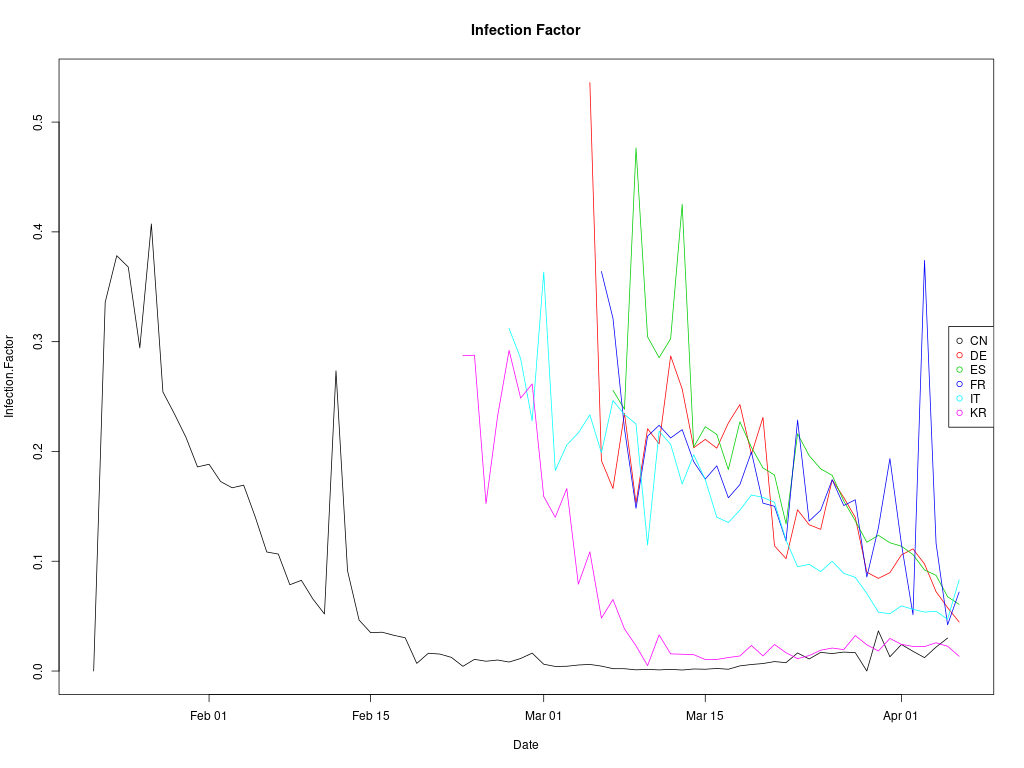 Infection Factor
Infection.Factor
0.5
0.4
0.3
0.2
0.1
0.0
CN
DE
ES
FR
IT
KR
Feb 01
Feb 15
Mar 01
Mar 15
Apr 01
Date